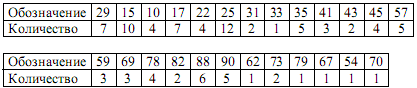 Обозначение 29 15 10 17 22 25 31 33 35 41 43 45 57
Количество 7 10 4 7 4 12 2 1 5 3 2 4 5
Обозначение 59 69 78 82 88 90 62 73 79 67 54 70
Количество 3 3 4 2 6 5 1 2 1 1 1 1